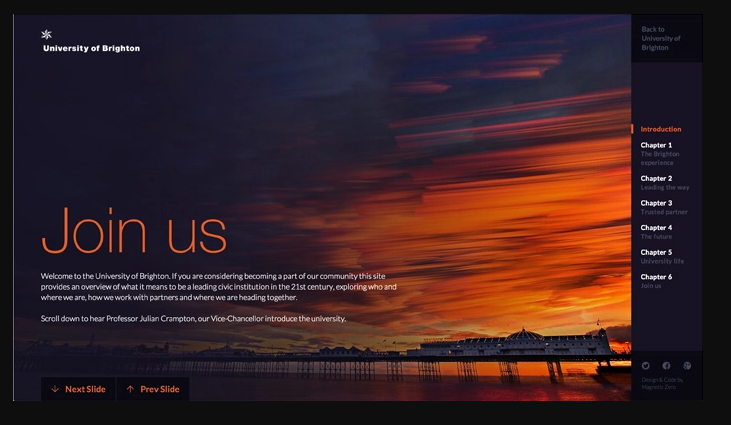 University of Brighton
Back to
University of
Brighton
Introduction
Chapter 1
The Brighton
experience
Chapter 2
Leading the way
Chapter 3
Trusted partner
Chapter 4
The future
Chapter 5
University life
Chapter 6
Join us
Join us
Welcome to the University of Brighton. If you are considering becoming a part of our community this site
provides an overview of what it means to be a leading civic institution in the 21st century, exploring who and
where we are, how we work with partners and where we are heading together.
Scroll down to hear Professor Julian Crampton, our Vice-Chancellor introduce the university.
Next Slide
Prev Slide
Design & Code by
Magnetic Zero